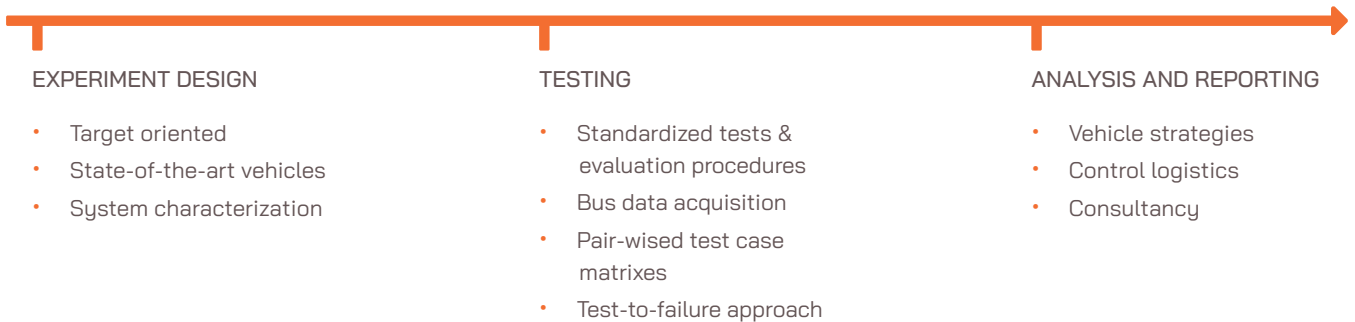 EXPERIMENT DESIGN
• Target oriented
• State-of-the-art vehicles
• System characterization
TESTING
• Standardized tests &
evaluation procedures
• Bus data acquisition
• Pair-wised test case
matrixes
• Test-to-failure approach
ANALYSIS AND REPORTING
• Vehicle strategies
• Control logistics
• Consultancy